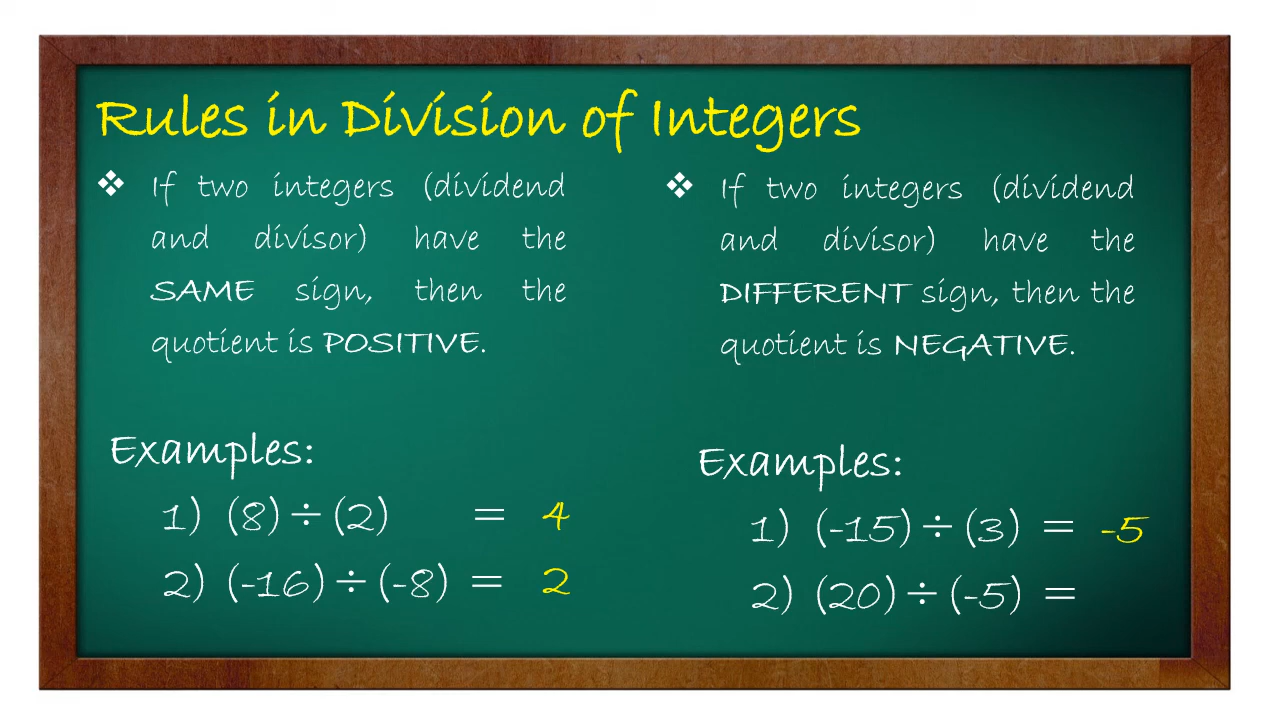 Rules in Division of Integers
❖ If two integers (dividend
and divisor) have the
SAME sign, then the
quotient is POSITIVE.
Examples:
1) (8) ÷ (2) = 4
2) (-16) ÷ (-8) = 2
❖ If two integers (dividend
and divisor) have the
DIFFERENT sign, then the
quotient is NEGATIVE.
Examples:
1) (-15) ÷ (3) = -5
2) (20) ÷ (-5) =